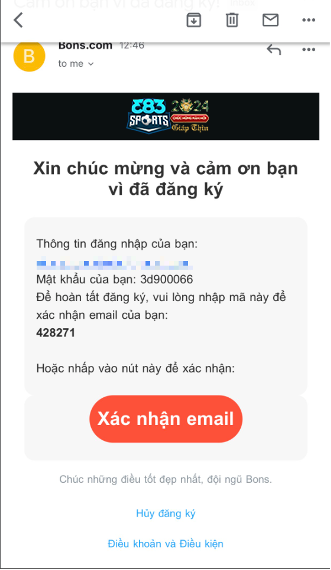 Cảm ơn bạn vì đã đăng ký!
Bons.com 12:46
to me
B
E83 2024
SPORTS Giáp Thìn
Xin chúc mừng và cảm ơn bạn
vì đã đăng ký
Thông tin đăng nhập của bạn:
Mật khẩu của bạn: 3d900066
Để hoàn tất đăng ký, vui lòng nhập mã này để
xác nhận email của bạn:
428271
Hoặc nhấp vào nút này để xác nhận:
Xác nhận email
Chúc những điều tốt đẹp nhất, đội ngũ Bons.
Hủy đăng ký
Điều khoản và Điều kiện